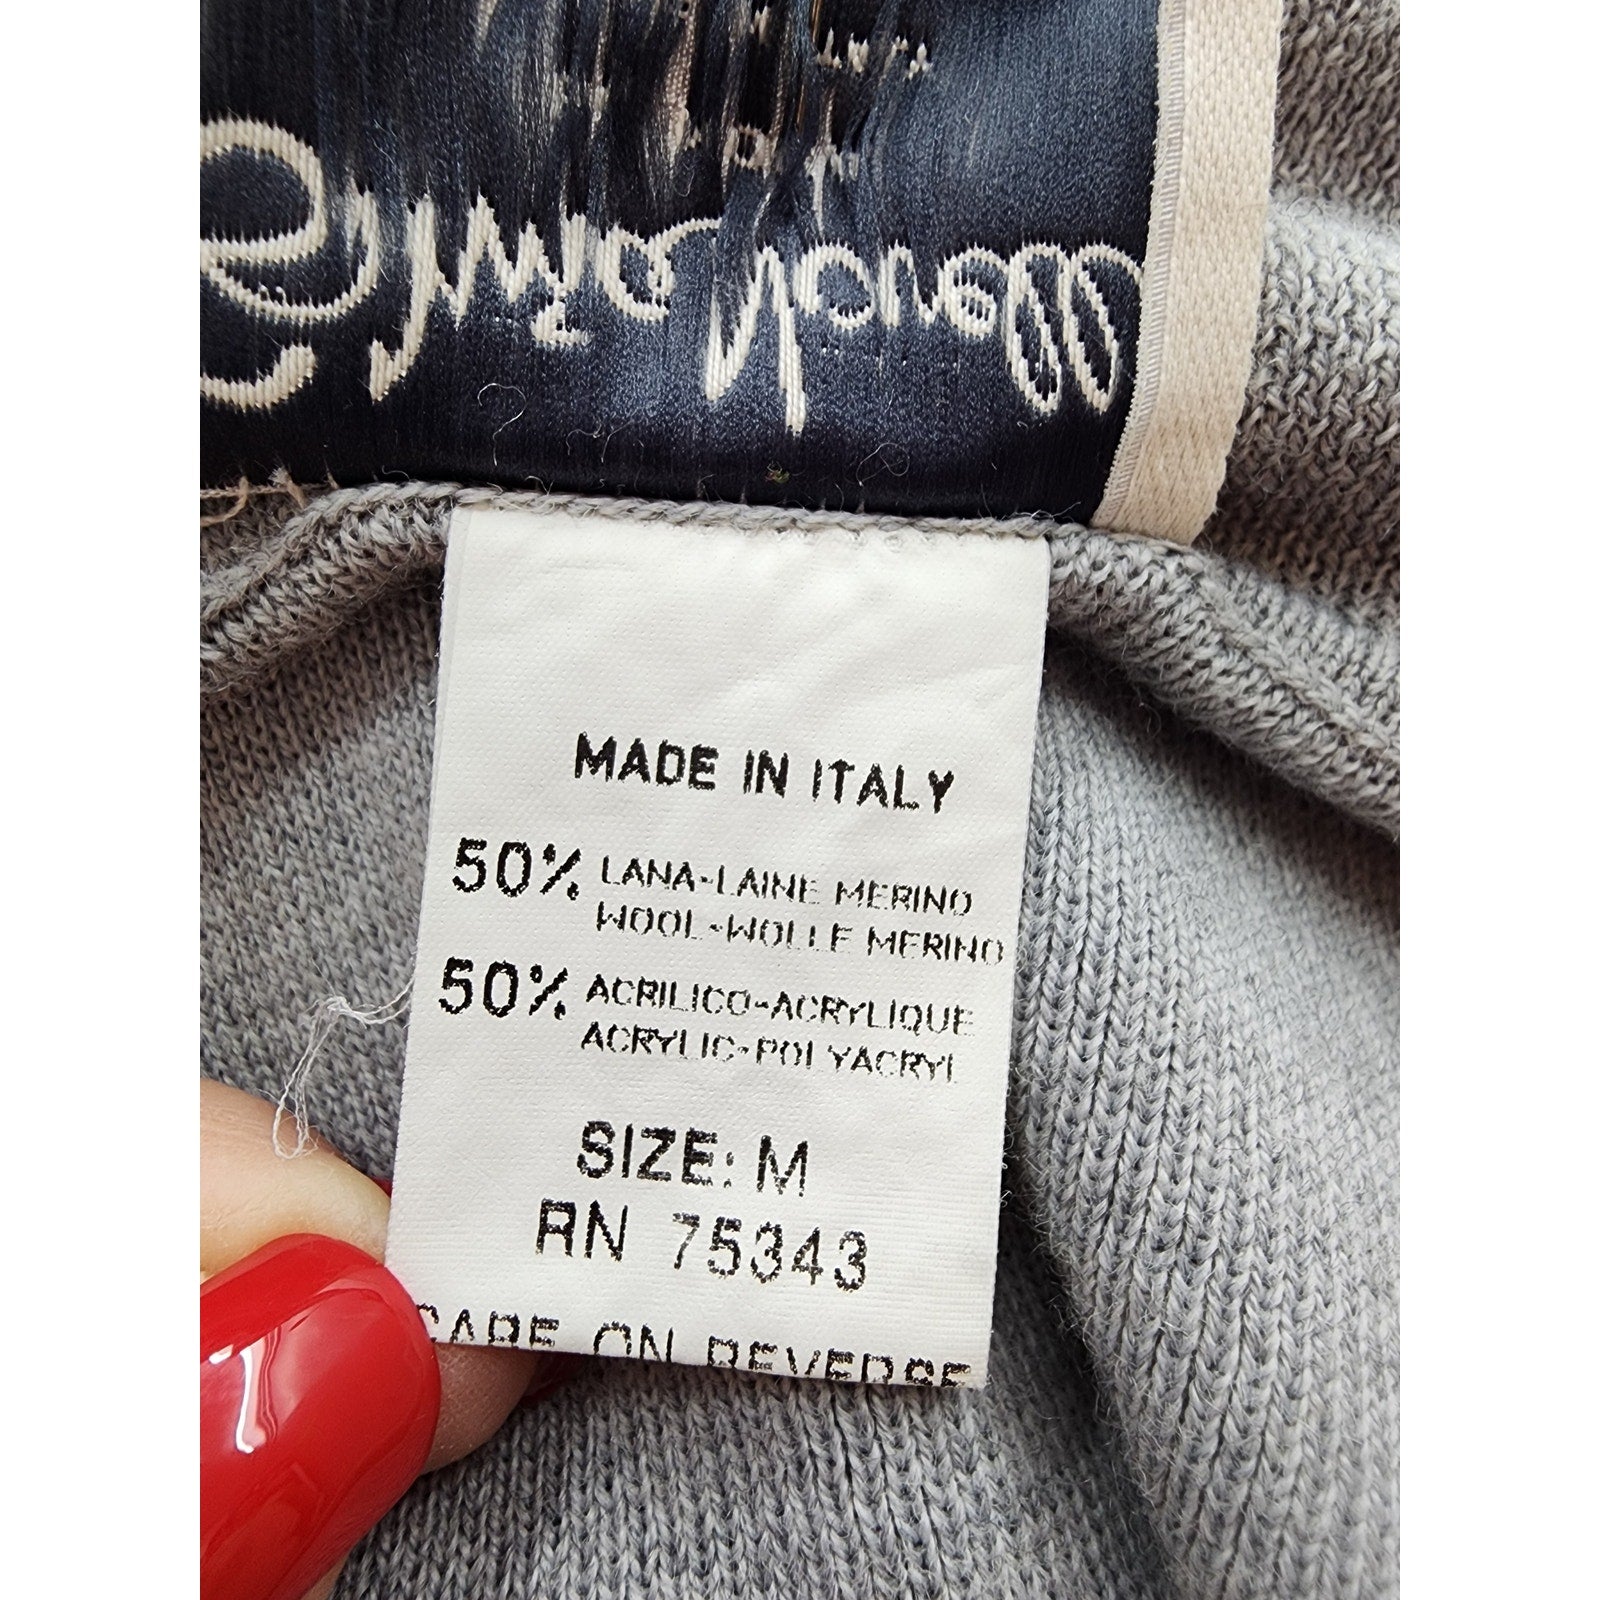 MADE IN ITALY
50% LANA-LAINE MERINO
WOOL-WOLLE MERINO
50% ACRILICO-ACRYLIQUE
ACRYLIC-POLYACRYL
SIZE: M
RN 75343
CARE ON REVERSE